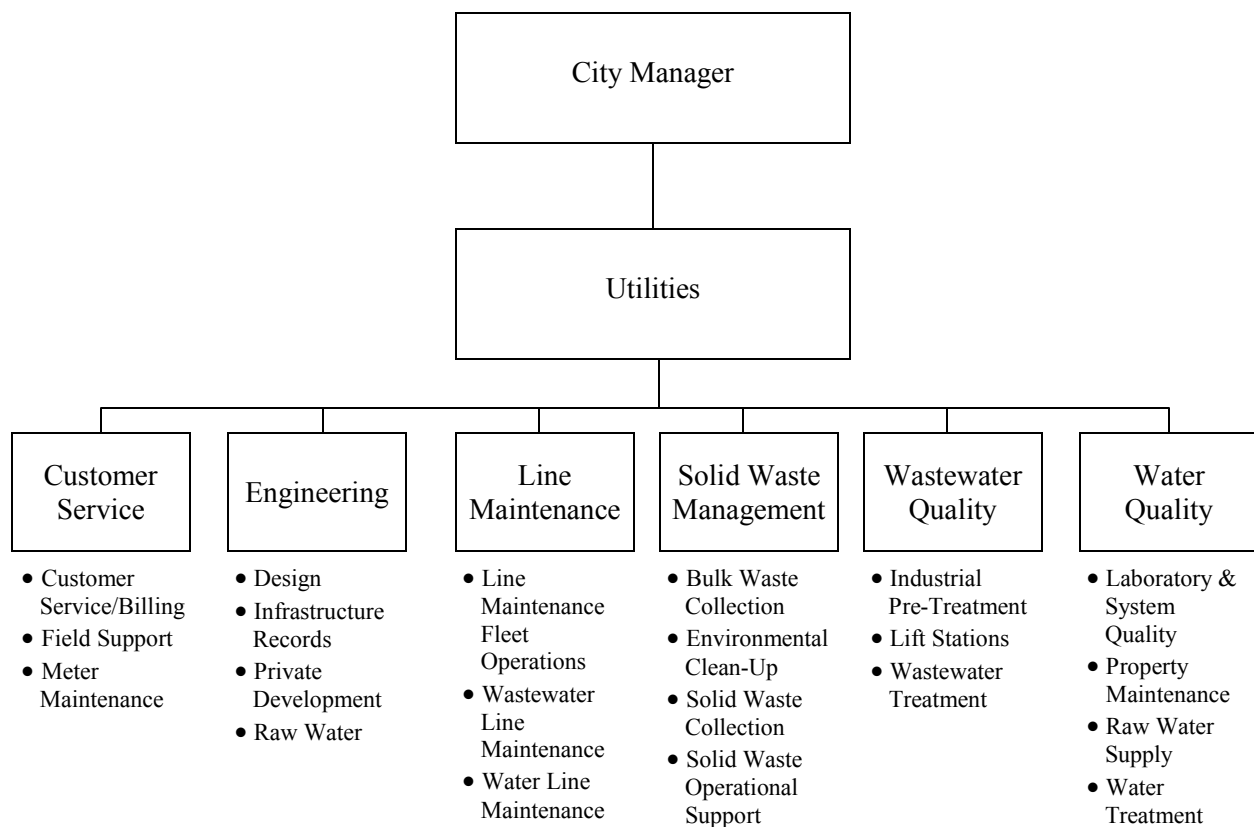 City Manager
Utilities
Customer
Service
• Customer
Service/Billing
• Field Support
• Meter
Maintenance
Engineering
• Design
• Infrastructure
Records
• Private
Development
• Raw Water
Line
Maintenance
• Line
Maintenance
Fleet
Operations
• Wastewater
Line
Maintenance
• Water Line
Maintenance
Solid Waste
Management
• Bulk Waste
Collection
• Environmental
Clean-Up
• Solid Waste
Collection
• Solid Waste
Operational
Support
Wastewater
Quality
• Industrial
Pre-Treatment
• Lift Stations
• Wastewater
Treatment
Water
Quality
• Laboratory &
System
Quality
• Property
Maintenance
• Raw Water
Supply
• Water
Treatment